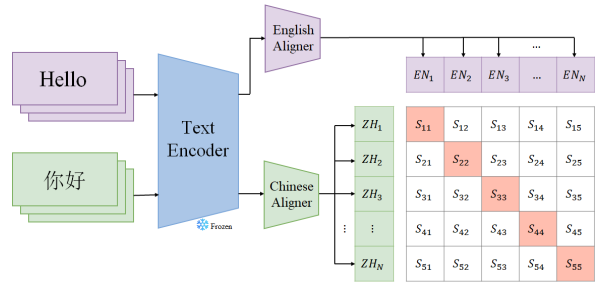 Hello
你好
Text
Encoder
Frozen
English
Aligner
Chinese
Aligner
...
EN₁ EN₂ EN₃ ... EN_N
ZH₁ S₁₁ S₁₂ S₁₃ S₁₄ S₁₅
ZH₂ S₂₁ S₂₂ S₂₃ S₂₄ S₂₅
ZH₃ S₃₁ S₃₂ S₃₃ S₃₄ S₃₅
⋮ ⋮ S₄₁ S₄₂ S₄₃ S₄₄ S₄₅
ZH_N S₅₁ S₅₂ S₅₃ S₅₄ S₅₅